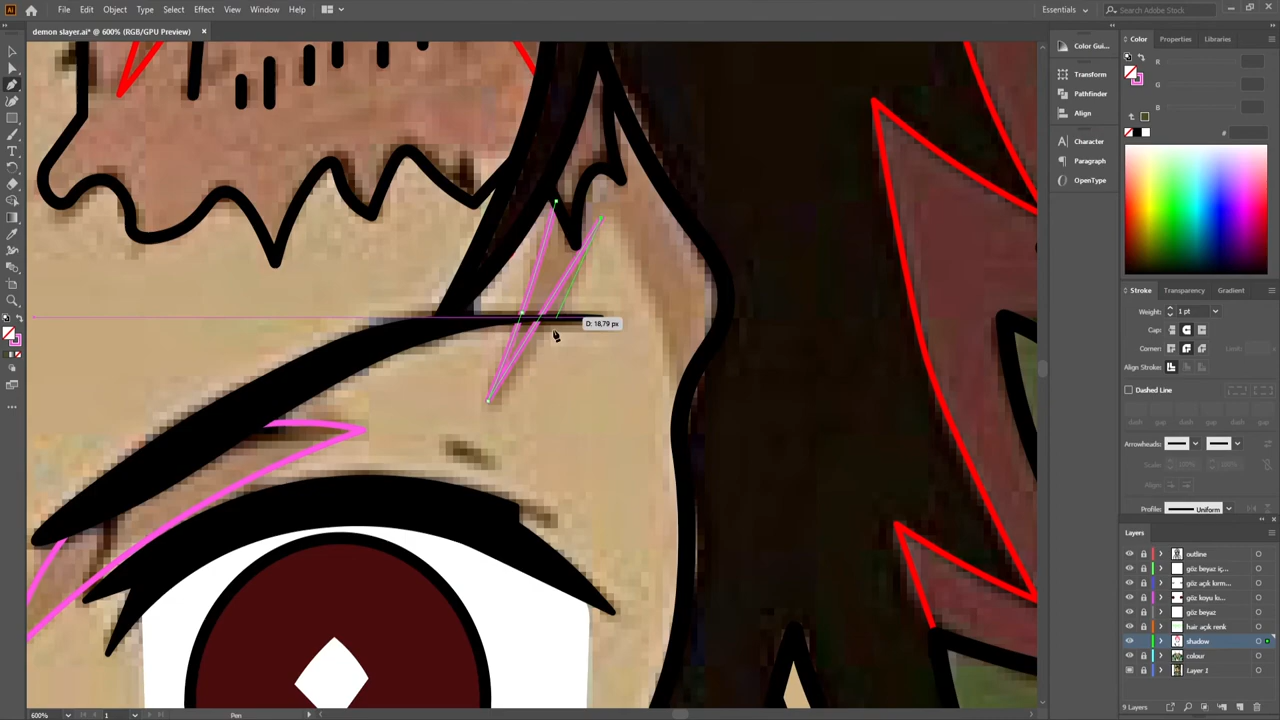 File Edit Object Type Select Effect View Window Help
Essentials
Search Adobe Stock
demon slayer.ai* @ 600% (RGB/GPU Preview)
Color Gui...
Transform
Pathfinder
Align
Character
Paragraph
OpenType
Color Properties Libraries
R
G
B
#
Stroke Transparency Gradient
Weight: 1 pt
Cap:
Corner:
Limit:
Align Stroke:
Dashed Line
dash gap dash gap dash gap
Arrowheads:
Scale: 100% 100%
Align:
Profile: Uniform
Layers
outline
göz beyaz iç...
göz açık kırm...
göz koyu kı...
göz beyaz
hair açık renk
shadow
colour
Layer 1
9 Layers
D: 18,79 px
600% 1 Pen